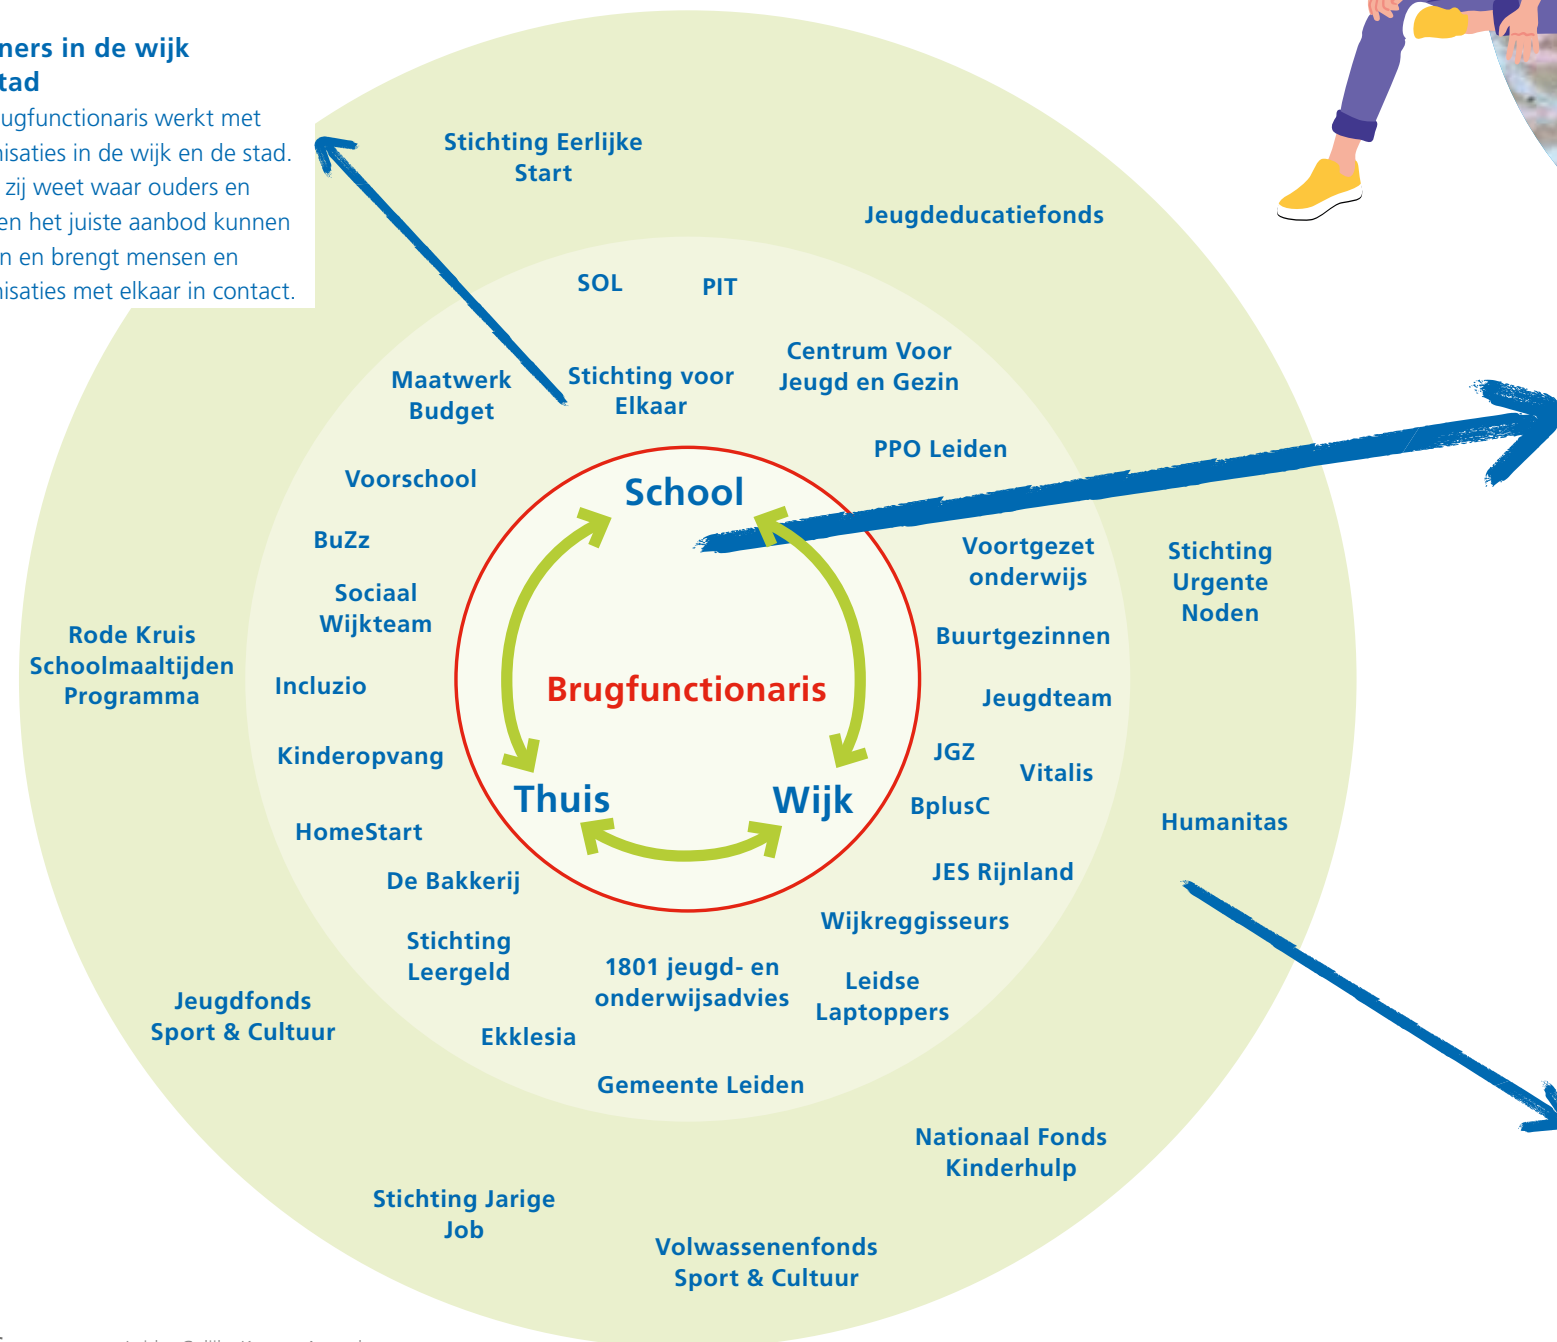 ners in de wijk
tad
ugfunctionaris werkt met
nisaties in de wijk en de stad.
zij weet waar ouders en
en het juiste aanbod kunnen
n en brengt mensen en
nisaties met elkaar in contact.
Stichting Eerlijke
Start
Jeugdeducatiefonds
SOL
PIT
Centrum Voor
Jeugd en Gezin
Maatwerk
Budget
Stichting voor
Elkaar
PPO Leiden
Voorschool
School
BuZz
Voortgezet
onderwijs
Stichting
Urgente
Noden
Sociaal
Wijkteam
Rode Kruis
Schoolmaaltijden
Programma
Buurtgezinnen
Incluzio
Brugfunctionaris
Jeugdteam
Kinderopvang
JGZ
Vitalis
Thuis
Wijk
BplusC
HomeStart
Humanitas
De Bakkerij
JES Rijnland
Wijkreggisseurs
Stichting
Leergeld
1801 jeugd- en
onderwijsadvies
Leidse
Laptoppers
Jeugdfonds
Sport & Cultuur
Ekklesia
Gemeente Leiden
Nationaal Fonds
Kinderhulp
Stichting Jarige
Job
Volwassenenfonds
Sport & Cultuur